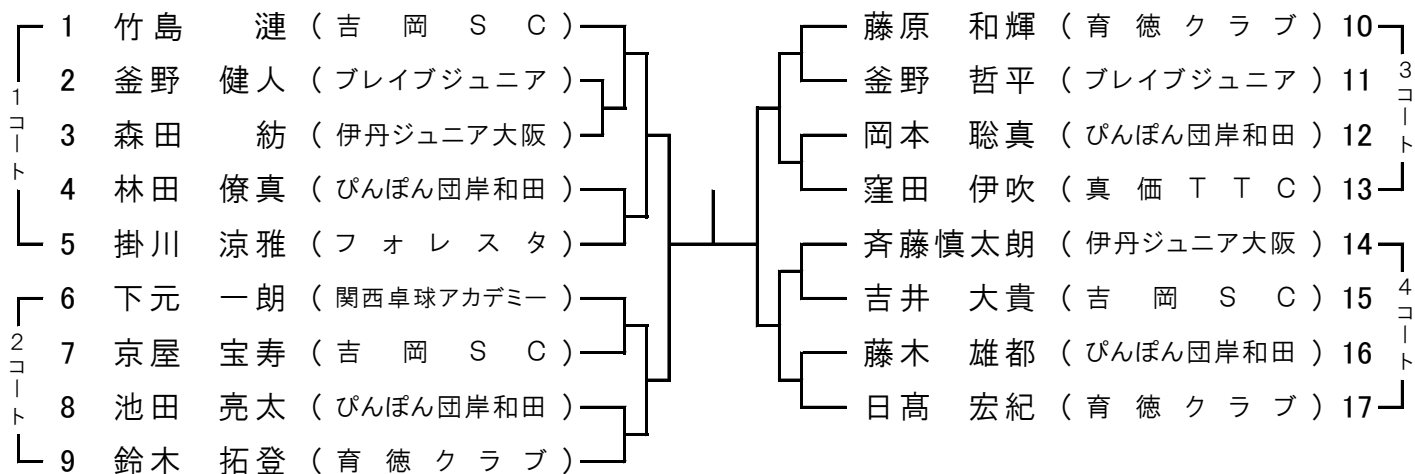 1コート
1 竹島 漣 (吉岡SC)
2 釜野 健人 (ブレイブジュニア)
3 森田 紡 (伊丹ジュニア大阪)
4 林田 僚真 (ぴんぽん団岸和田)
5 掛川 涼雅 (フォレスタ)
2コート
6 下元 一朗 (関西卓球アカデミー)
7 京屋 宝寿 (吉岡SC)
8 池田 亮太 (ぴんぽん団岸和田)
9 鈴木 拓登 (育徳クラブ)
藤原 和輝 (育徳クラブ) 10
釜野 哲平 (ブレイブジュニア) 11
岡本 聡真 (ぴんぽん団岸和田) 12
窪田 伊吹 (真価TTC) 13
3コート
斉藤慎太朗 (伊丹ジュニア大阪) 14
吉井 大貴 (吉岡SC) 15
藤木 雄都 (ぴんぽん団岸和田) 16
日髙 宏紀 (育徳クラブ) 17
4コート